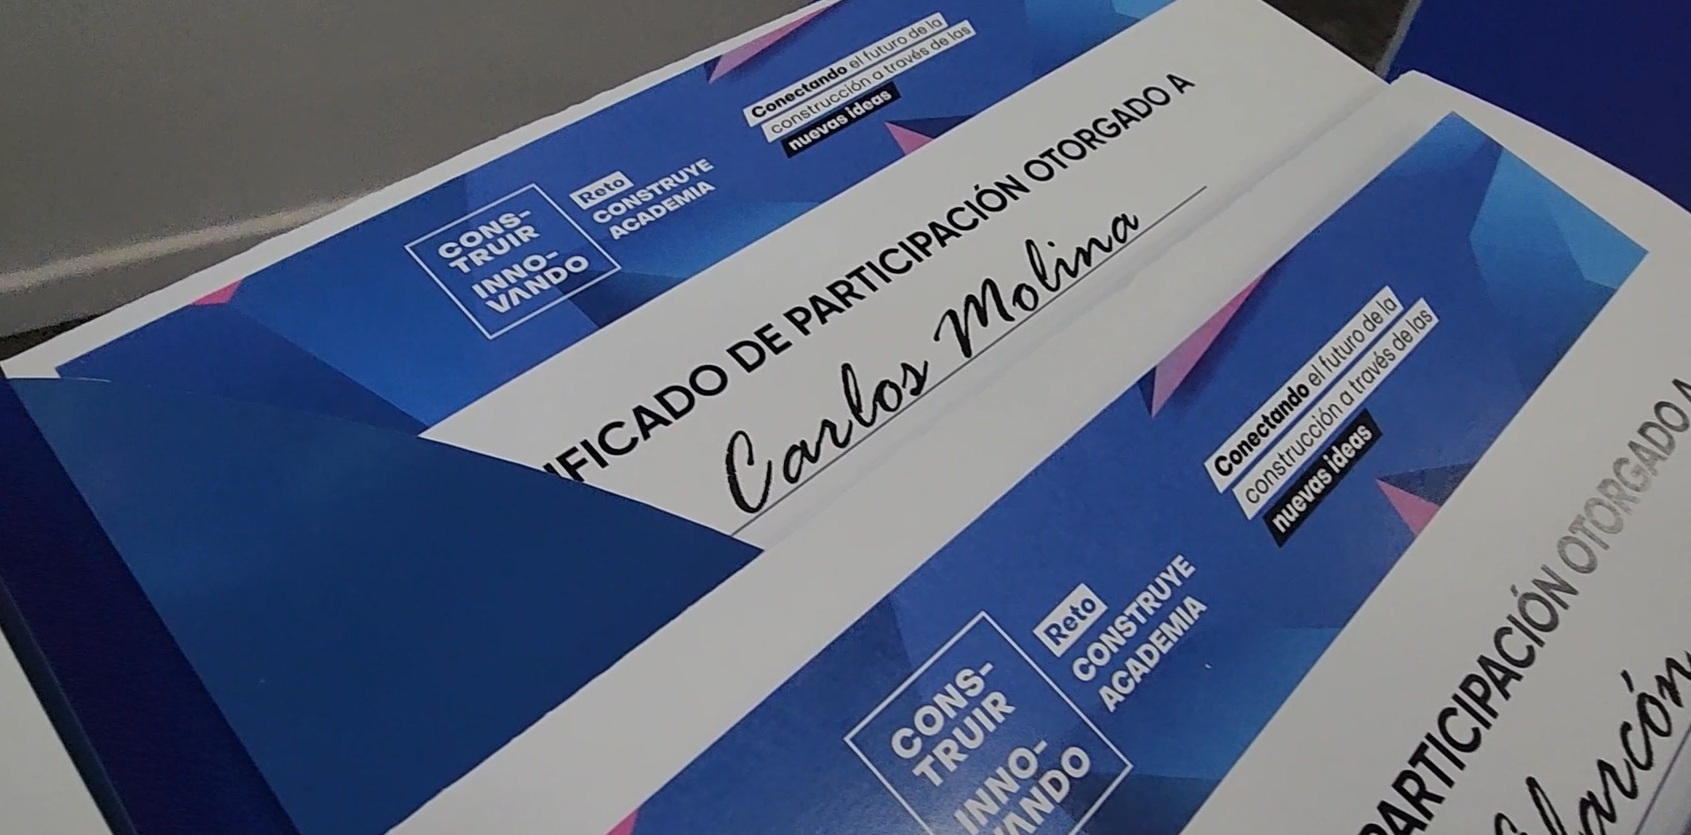 CONS-
TRUIR
INNO-
VANDO
Reto
CONSTRUYE
ACADEMIA
Conectando el futuro de la
construcción a través de las
nuevas ideas
IFICADO DE PARTICIPACIÓN OTORGADO A
Carlos Molina
CONS-
TRUIR
INNO-
VANDO
Reto
CONSTRUYE
ACADEMIA
Conectando el futuro de la
construcción a través de las
nuevas ideas
PARTICIPACIÓN OTORGADO A
larcón